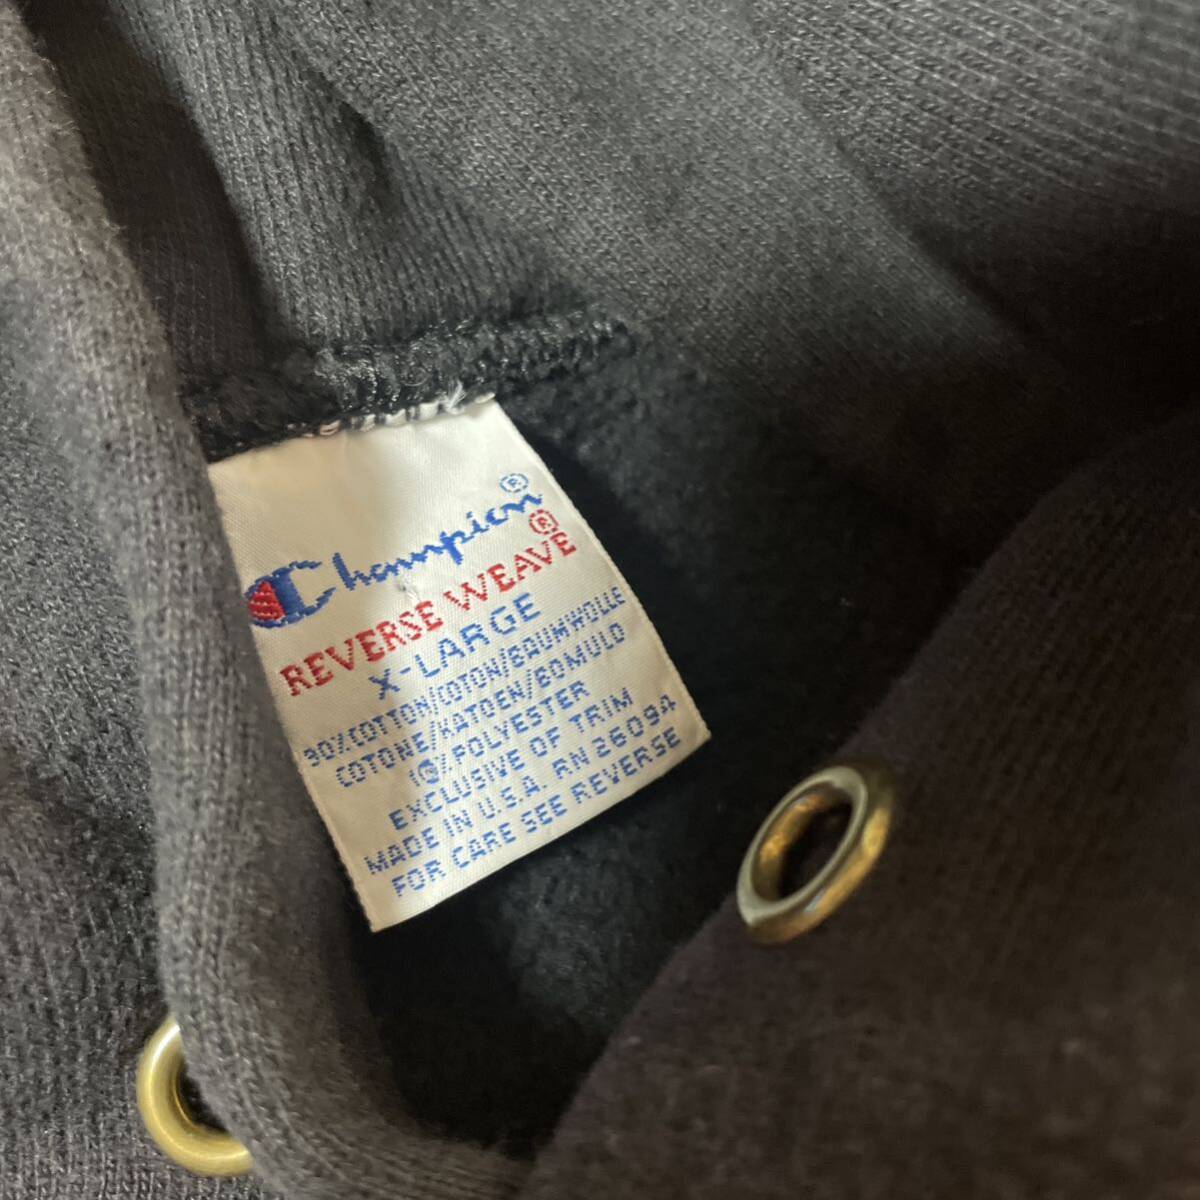 Champion®
REVERSE WEAVE®
X-LARGE
90% COTTON/COTON/BAUMWOLLE
COTONE/KATOEN/BOMULD
10% POLYESTER
EXCLUSIVE OF TRIM
MADE IN U.S.A. RN 26094
FOR CARE SEE REVERSE